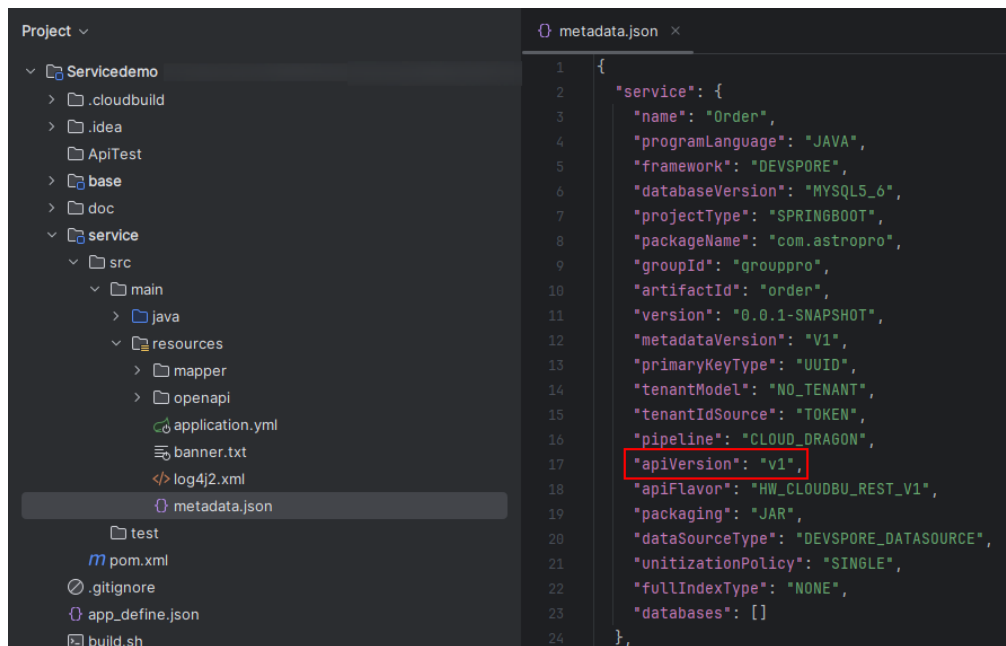 Project
Servicedemo
.cloudbuild
.idea
ApiTest
base
doc
service
src
main
java
resources
mapper
openapi
application.yml
banner.txt
log4j2.xml
metadata.json
test
pom.xml
.gitignore
app_define.json
build.sh
metadata.json
1 {
2 "service": {
3 "name": "Order",
4 "programLanguage": "JAVA",
5 "framework": "DEVSPORE",
6 "databaseVersion": "MYSQL5_6",
7 "projectType": "SPRINGBOOT",
8 "packageName": "com.astropro",
9 "groupId": "grouppro",
10 "artifactId": "order",
11 "version": "0.0.1-SNAPSHOT",
12 "metadataVersion": "V1",
13 "primaryKeyType": "UUID",
14 "tenantModel": "NO_TENANT",
15 "tenantIdSource": "TOKEN",
16 "pipeline": "CLOUD_DRAGON",
17 "apiVersion": "v1",
18 "apiFlavor": "HW_CLOUDBU_REST_V1",
19 "packaging": "JAR",
20 "dataSourceType": "DEVSPORE_DATASOURCE",
21 "unitizationPolicy": "SINGLE",
22 "fullIndexType": "NONE",
23 "databases": []
24 },